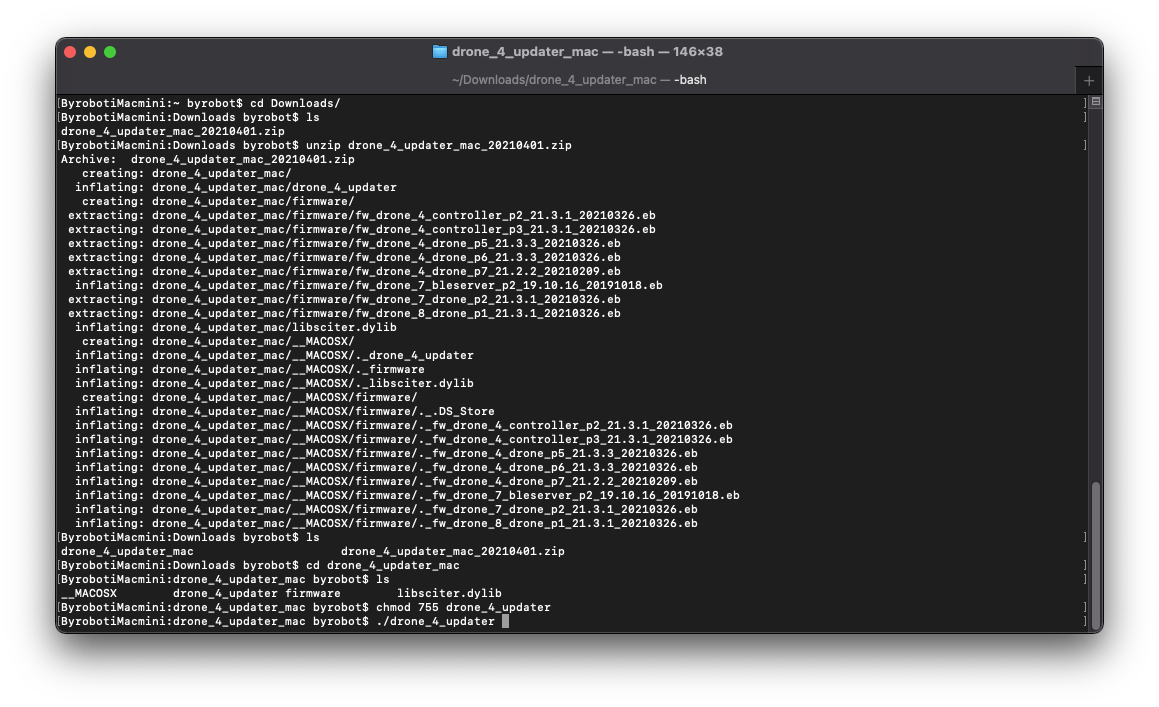 drone_4_updater_mac — -bash — 146×38
~/Downloads/drone_4_updater_mac — -bash
[ByrobotiMacmini:~ byrobot$ cd Downloads/ ]
[ByrobotiMacmini:Downloads byrobot$ ls ]
drone_4_updater_mac_20210401.zip
[ByrobotiMacmini:Downloads byrobot$ unzip drone_4_updater_mac_20210401.zip ]
Archive:  drone_4_updater_mac_20210401.zip
   creating: drone_4_updater_mac/
  inflating: drone_4_updater_mac/drone_4_updater
   creating: drone_4_updater_mac/firmware/
 extracting: drone_4_updater_mac/firmware/fw_drone_4_controller_p2_21.3.1_20210326.eb
 extracting: drone_4_updater_mac/firmware/fw_drone_4_controller_p3_21.3.1_20210326.eb
 extracting: drone_4_updater_mac/firmware/fw_drone_4_drone_p5_21.3.3_20210326.eb
 extracting: drone_4_updater_mac/firmware/fw_drone_4_drone_p6_21.3.3_20210326.eb
 extracting: drone_4_updater_mac/firmware/fw_drone_4_drone_p7_21.2.2_20210209.eb
  inflating: drone_4_updater_mac/firmware/fw_drone_7_bleserver_p2_19.10.16_20191018.eb
 extracting: drone_4_updater_mac/firmware/fw_drone_7_drone_p2_21.3.1_20210326.eb
 extracting: drone_4_updater_mac/firmware/fw_drone_8_drone_p1_21.3.1_20210326.eb
  inflating: drone_4_updater_mac/libsciter.dylib
   creating: drone_4_updater_mac/__MACOSX/
  inflating: drone_4_updater_mac/__MACOSX/._drone_4_updater
  inflating: drone_4_updater_mac/__MACOSX/._firmware
  inflating: drone_4_updater_mac/__MACOSX/._libsciter.dylib
   creating: drone_4_updater_mac/__MACOSX/firmware/
  inflating: drone_4_updater_mac/__MACOSX/firmware/._.DS_Store
  inflating: drone_4_updater_mac/__MACOSX/firmware/._fw_drone_4_controller_p2_21.3.1_20210326.eb
  inflating: drone_4_updater_mac/__MACOSX/firmware/._fw_drone_4_controller_p3_21.3.1_20210326.eb
  inflating: drone_4_updater_mac/__MACOSX/firmware/._fw_drone_4_drone_p5_21.3.3_20210326.eb
  inflating: drone_4_updater_mac/__MACOSX/firmware/._fw_drone_4_drone_p6_21.3.3_20210326.eb
  inflating: drone_4_updater_mac/__MACOSX/firmware/._fw_drone_4_drone_p7_21.2.2_20210209.eb
  inflating: drone_4_updater_mac/__MACOSX/firmware/._fw_drone_7_bleserver_p2_19.10.16_20191018.eb
  inflating: drone_4_updater_mac/__MACOSX/firmware/._fw_drone_7_drone_p2_21.3.1_20210326.eb
  inflating: drone_4_updater_mac/__MACOSX/firmware/._fw_drone_8_drone_p1_21.3.1_20210326.eb
[ByrobotiMacmini:Downloads byrobot$ ls ]
drone_4_updater_mac                     drone_4_updater_mac_20210401.zip
[ByrobotiMacmini:Downloads byrobot$ cd drone_4_updater_mac ]
[ByrobotiMacmini:drone_4_updater_mac byrobot$ ls ]
__MACOSX        drone_4_updater firmware        libsciter.dylib
[ByrobotiMacmini:drone_4_updater_mac byrobot$ chmod 755 drone_4_updater ]
[ByrobotiMacmini:drone_4_updater_mac byrobot$ ./drone_4_updater ]